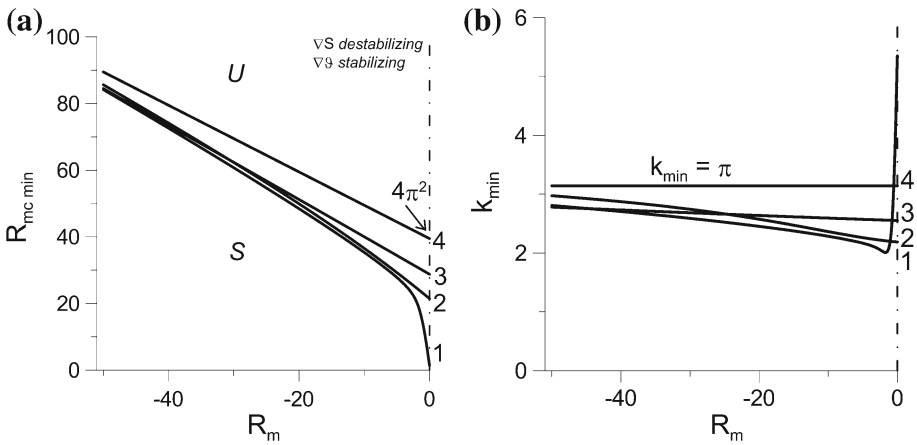 (a)
100
80
60
40
20
0
R_mc min
U
S
∇S destabilizing
∇ϑ stabilizing
4π²
4
3
2
1
-40
-20
0
R_m
(b)
6
4
2
0
k_min
k_min = π
4
3
2
1
-40
-20
0
R_m